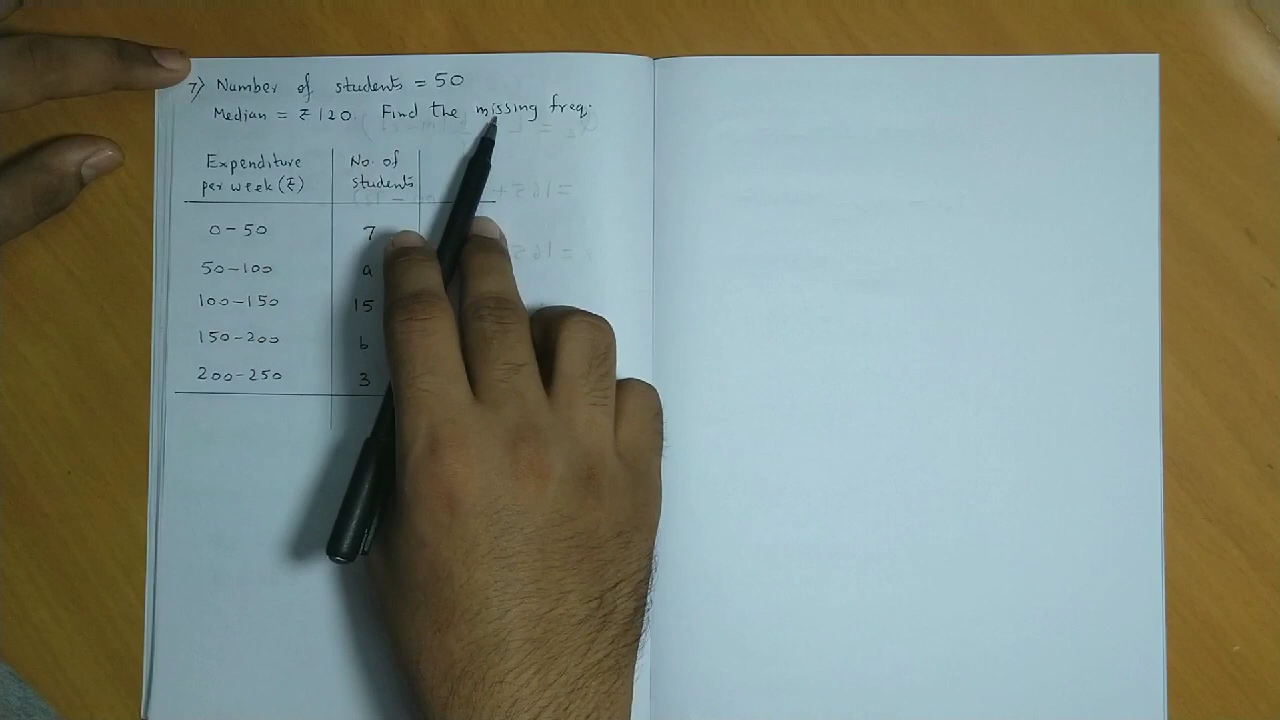 7) Number of students = 50
Median = ₹ 120 Find the missing freq.
Expenditure per week (₹) No. of students
0-50 7
50-100 a
100-150 15
150-200 b
200-250 3